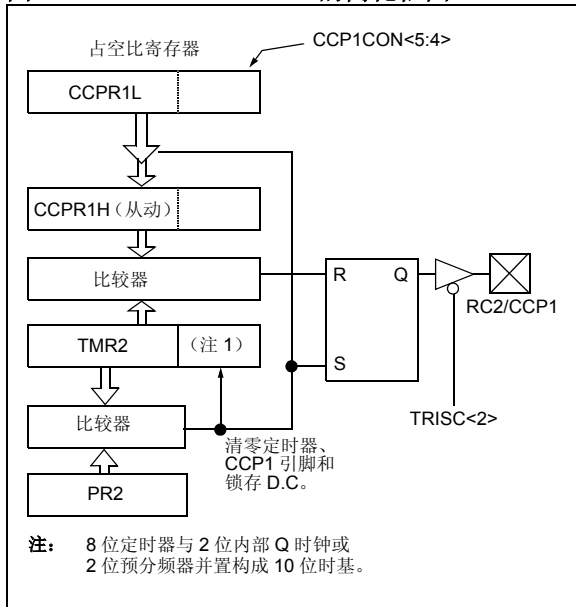 占空比寄存器
CCP1CON<5:4>
CCPR1L
CCPR1H（从动）
比较器
R
Q
RC2/CCP1
TMR2
（注 1）
S
TRISC<2>
比较器
清零定时器、
CCP1 引脚和
锁存 D.C。
PR2
注： 8 位定时器与 2 位内部 Q 时钟或
2 位预分频器并置构成 10 位时基。